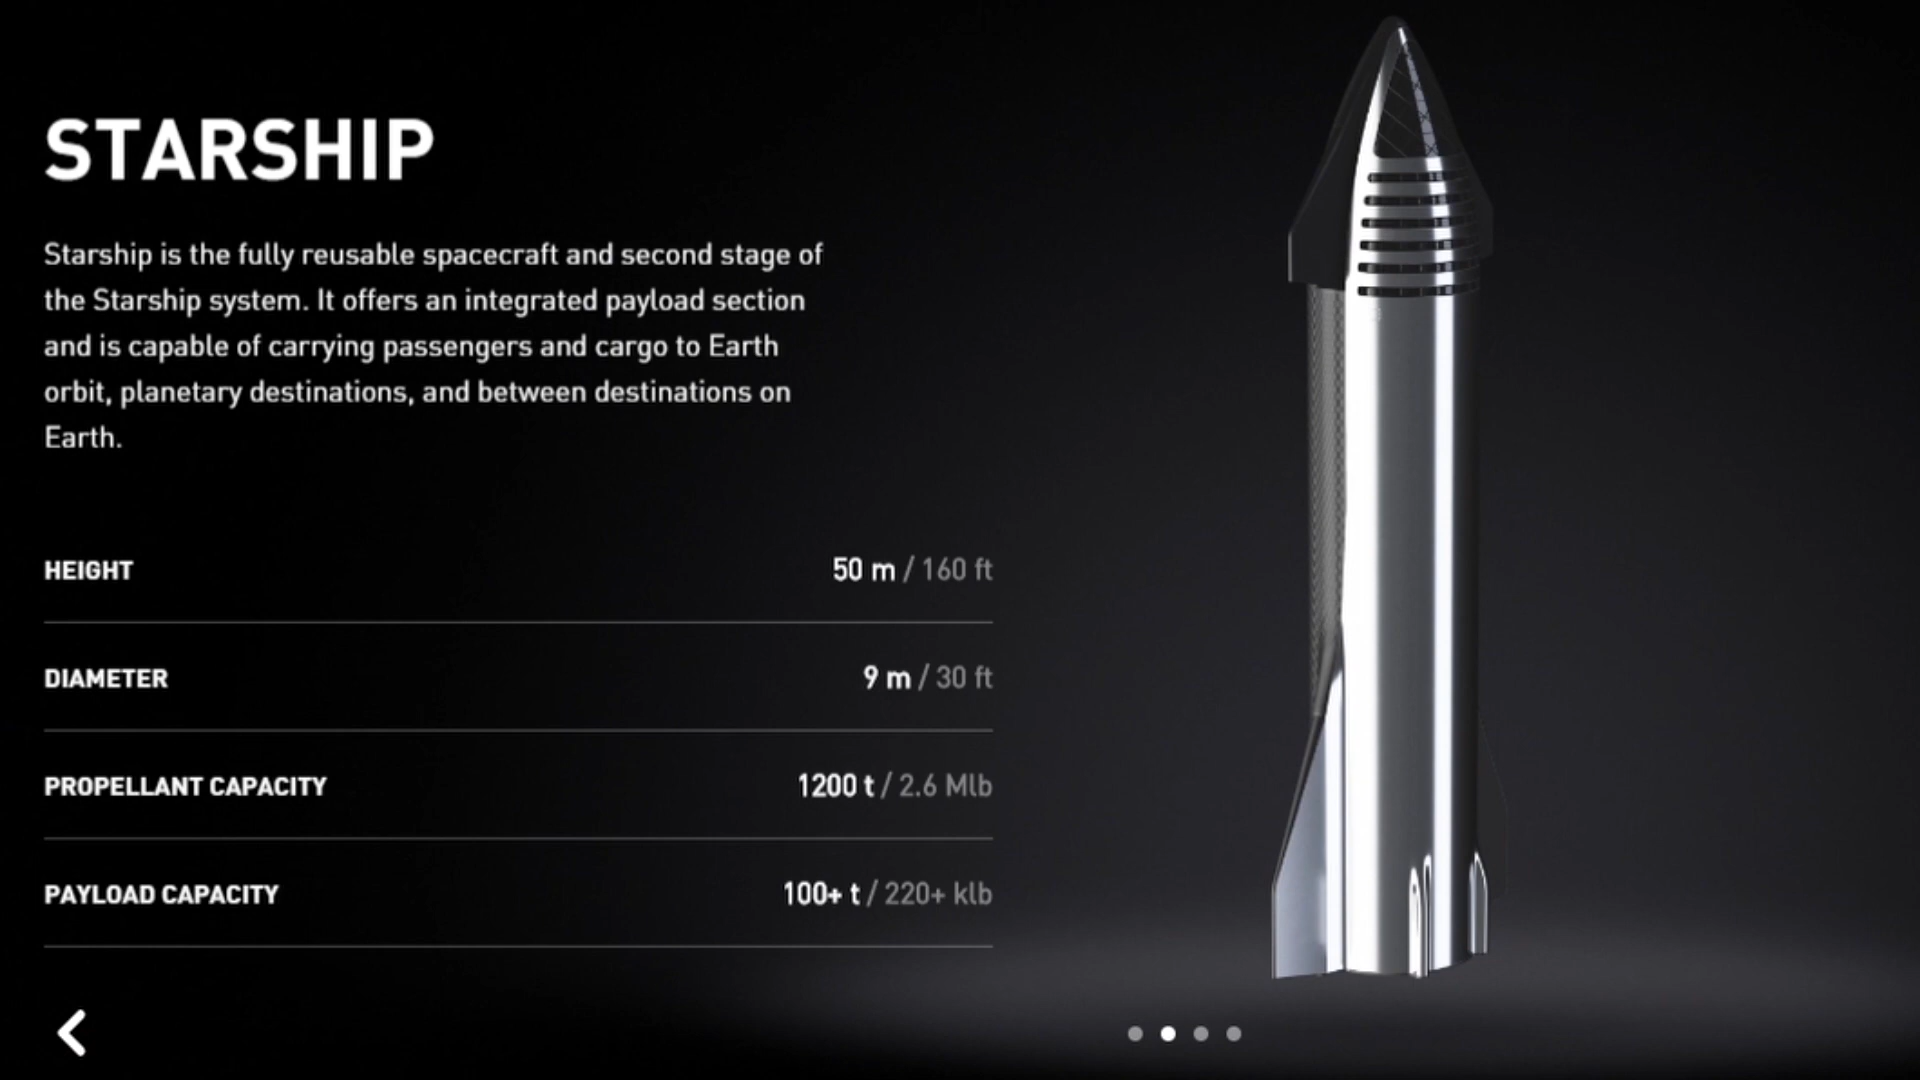 STARSHIP
Starship is the fully reusable spacecraft and second stage of
the Starship system. It offers an integrated payload section
and is capable of carrying passengers and cargo to Earth
orbit, planetary destinations, and between destinations on
Earth.
HEIGHT 50 m / 160 ft
DIAMETER 9 m / 30 ft
PROPELLANT CAPACITY 1200 t / 2.6 Mlb
PAYLOAD CAPACITY 100+ t / 220+ klb